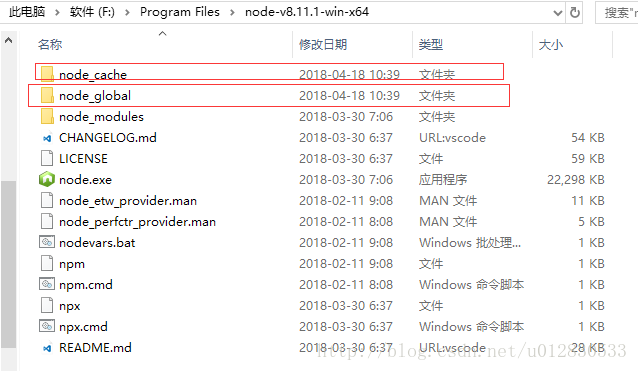 此电脑 › 软件 (F:) › Program Files › node-v8.11.1-win-x64 搜索"n
名称 修改日期 类型 大小
node_cache 2018-04-18 10:39 文件夹
node_global 2018-04-18 10:39 文件夹
node_modules 2018-03-30 7:06 文件夹
CHANGELOG.md 2018-03-30 6:37 URL:vscode 54 KB
LICENSE 2018-03-30 6:37 文件 59 KB
node.exe 2018-03-30 7:06 应用程序 22,298 KB
node_etw_provider.man 2018-02-11 9:08 MAN 文件 11 KB
node_perfctr_provider.man 2018-02-11 9:08 MAN 文件 5 KB
nodevars.bat 2018-02-11 9:08 Windows 批处理... 1 KB
npm 2018-02-11 9:08 文件 1 KB
npm.cmd 2018-02-11 9:08 Windows 命令脚本 1 KB
npx 2018-03-30 6:37 文件 1 KB
npx.cmd 2018-03-30 6:37 Windows 命令脚本 1 KB
README.md 2018-03-30 6:37 URL:vscode 28 KB